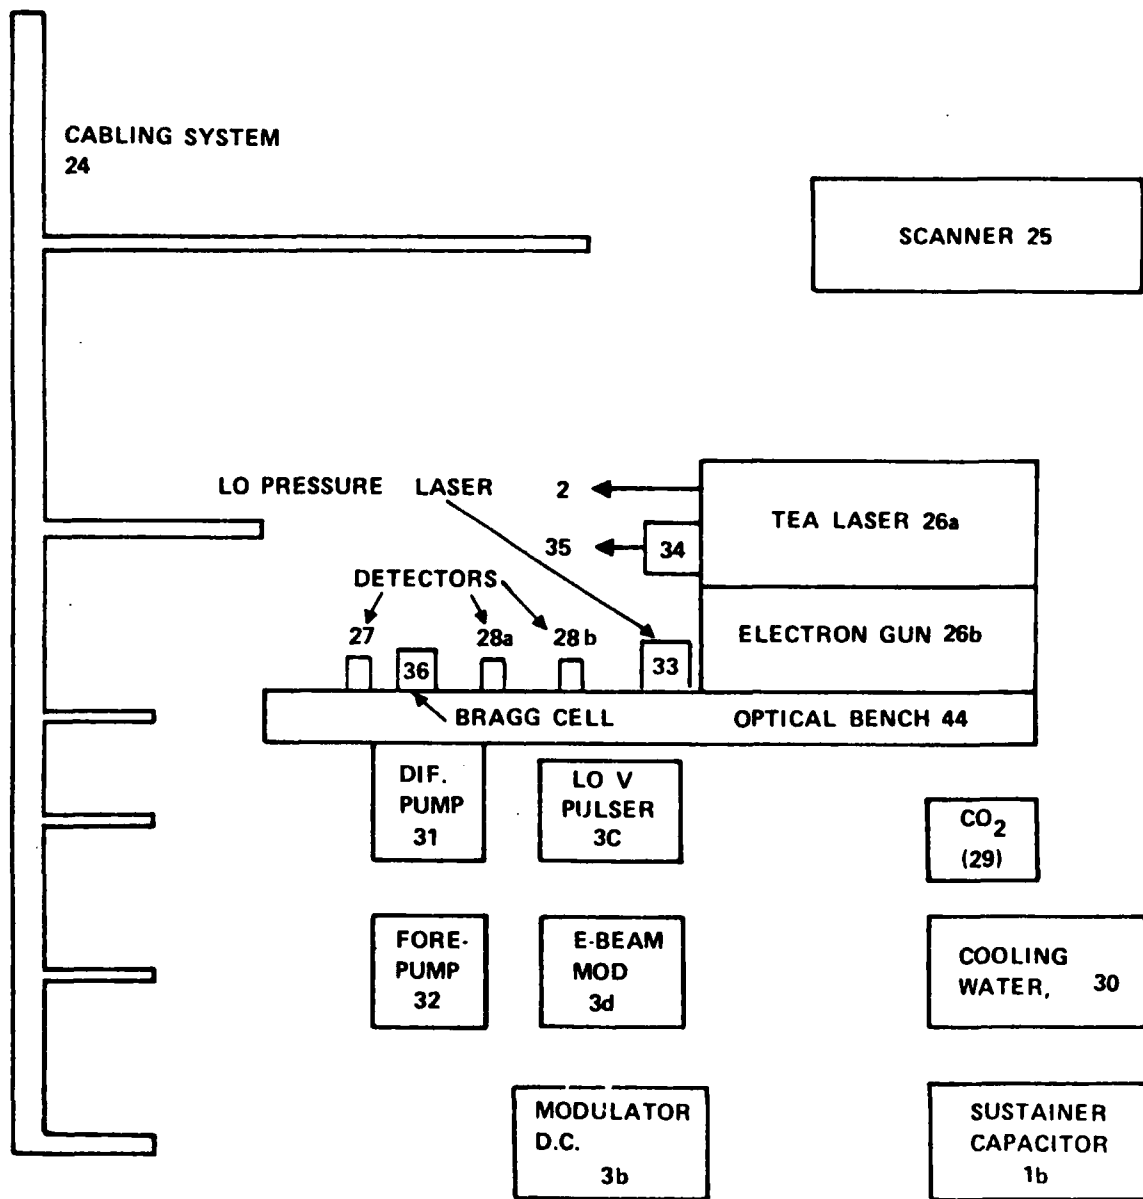 CABLING SYSTEM
24
SCANNER 25
LO PRESSURE LASER 2
TEA LASER 26a
35 34
DETECTORS
27 28a 28b
ELECTRON GUN 26b
36 33
BRAGG CELL OPTICAL BENCH 44
DIF.
PUMP
31
LO V
PULSER
3C
CO2
(29)
FORE-
PUMP
32
E-BEAM
MOD
3d
COOLING
WATER, 30
MODULATOR
D.C.
3b
SUSTAINER
CAPACITOR
1b